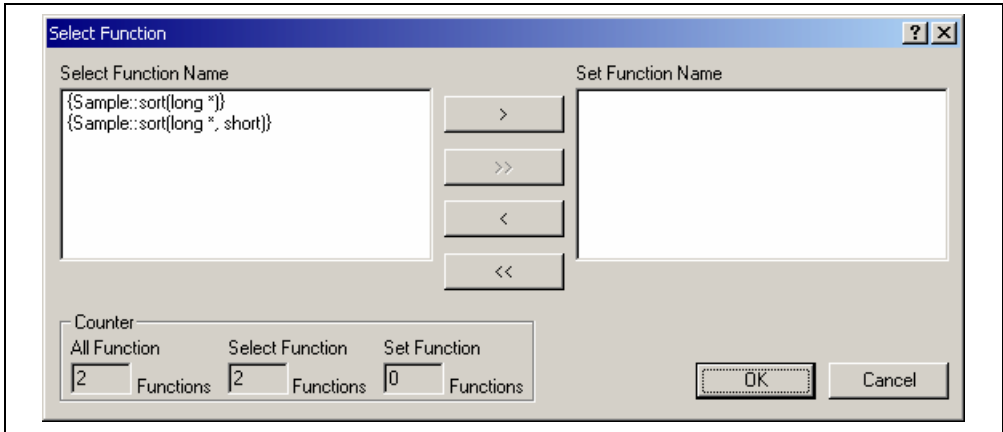 Select Function
Select Function Name
Set Function Name
{Sample::sort(long *)}
{Sample::sort(long *, short)}
>
>>
<
<<
Counter
All Function Select Function Set Function
2 Functions 2 Functions 0 Functions
OK Cancel